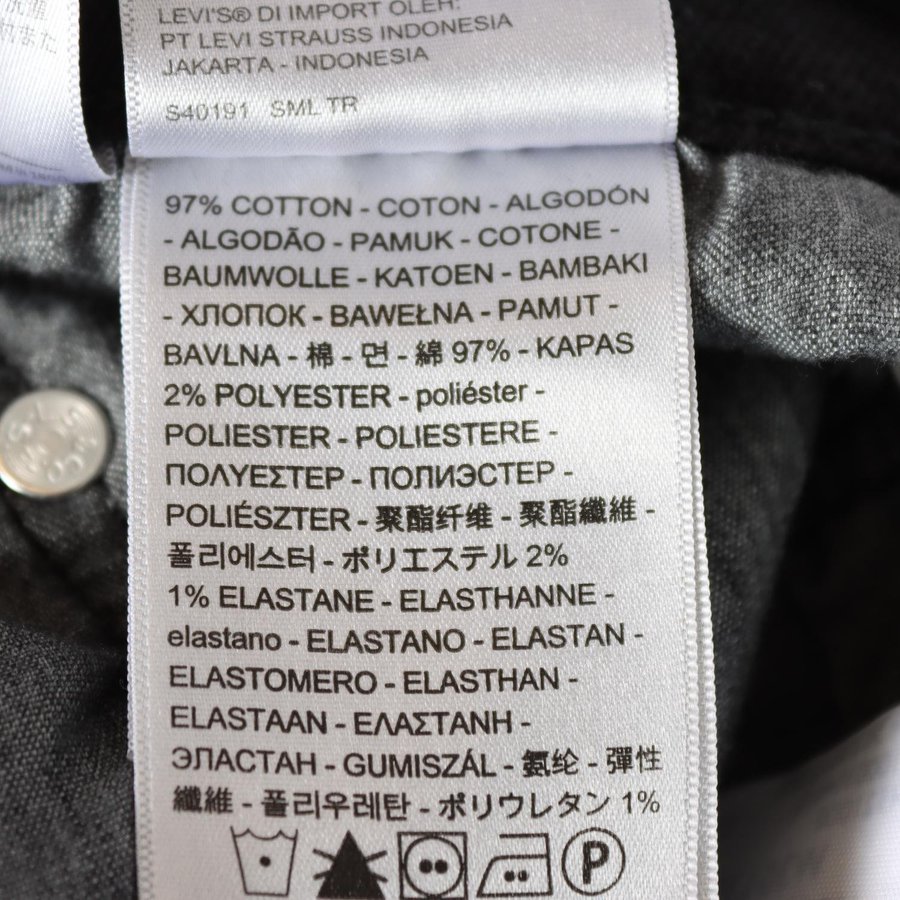 LEVI'S® DI IMPORT OLEH:
PT LEVI STRAUSS INDONESIA
JAKARTA - INDONESIA
S40191 SML TR
97% COTTON - COTON - ALGODÓN
- ALGODÃO - PAMUK - COTONE -
BAUMWOLLE - KATOEN - BAMBAKI
- ХЛОПОК - BAWEŁNA - PAMUT -
BAVLNA - 棉 - 면 - 綿 97% - KAPAS
2% POLYESTER - poliéster -
POLIESTER - POLIESTERE -
ΠΟΛΥΕΣΤΕΡ - ПОЛИЭСТЕР -
POLIÉSZTER - 聚酯纤维 - 聚酯纖維 -
폴리에스터 - ポリエステル 2%
1% ELASTANE - ELASTHANNE -
elastano - ELASTANO - ELASTAN -
ELASTOMERO - ELASTHAN -
ELASTAAN - ΕΛΑΣΤΑΝΗ -
ЭЛАСТАН - GUMISZÁL - 氨纶 - 彈性
纖維 - 폴리우레탄 - ポリウレタン 1%
P